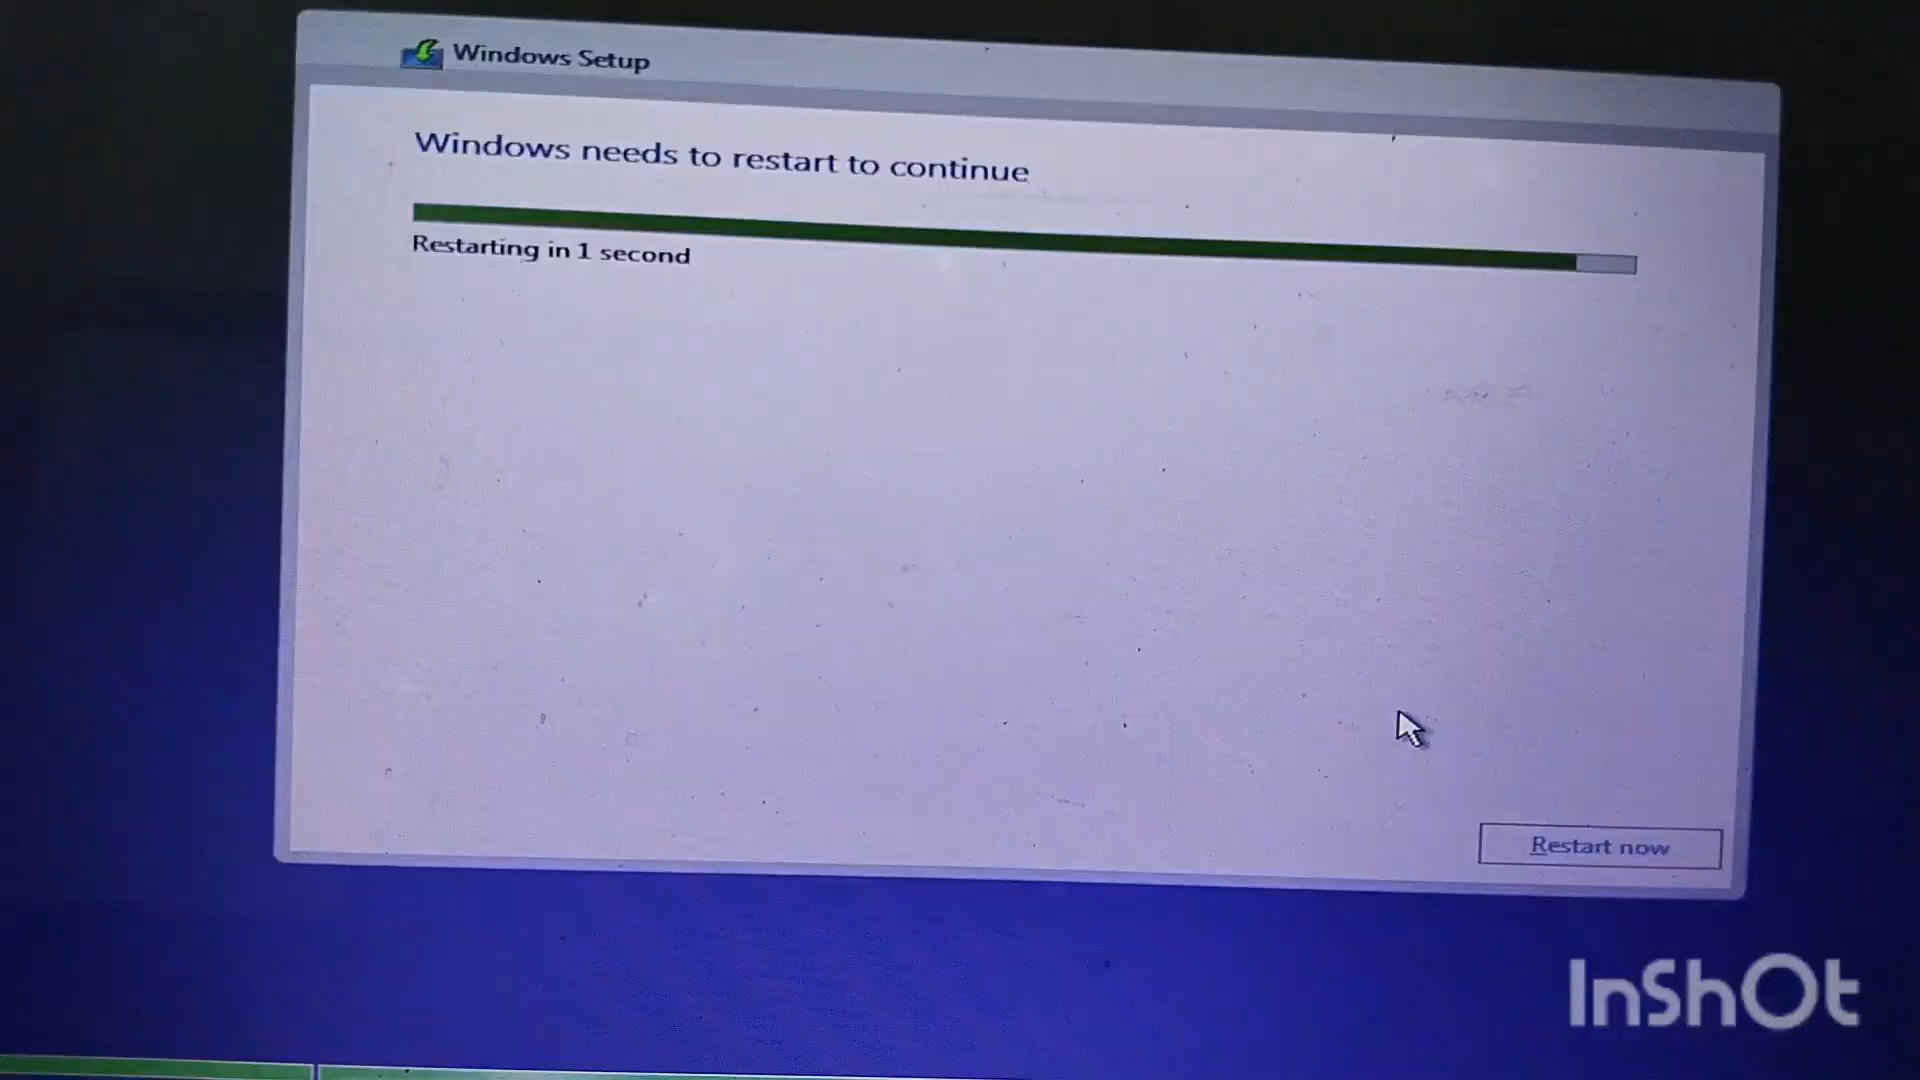 Windows Setup
Windows needs to restart to continue
Restarting in 1 second
Restart now
InShOt